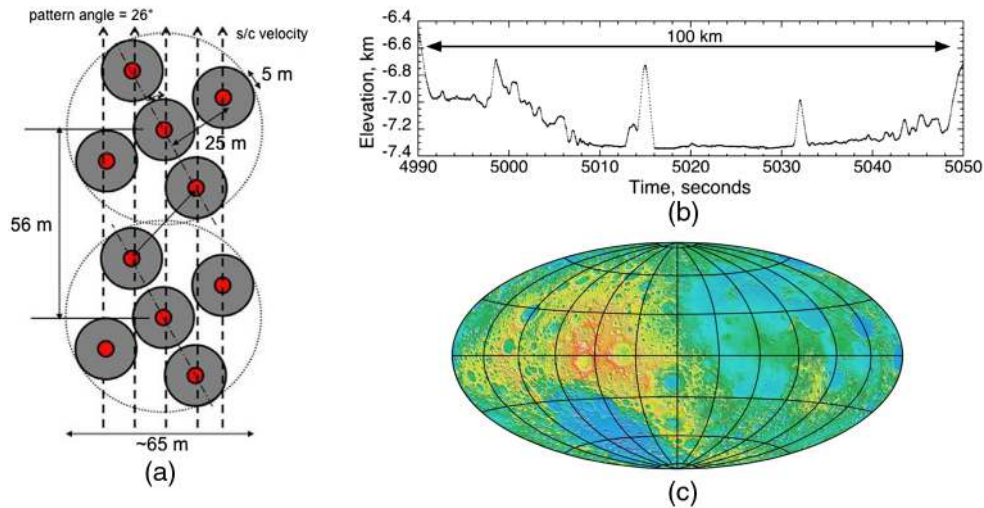 pattern angle = 26°
s/c velocity
5 m
25 m
56 m
~65 m
(a)
-6.4
-6.6
-6.8
-7.0
-7.2
-7.4
Elevation, km
100 km
4990 5000 5010 5020 5030 5040 5050
Time, seconds
(b)
(c)